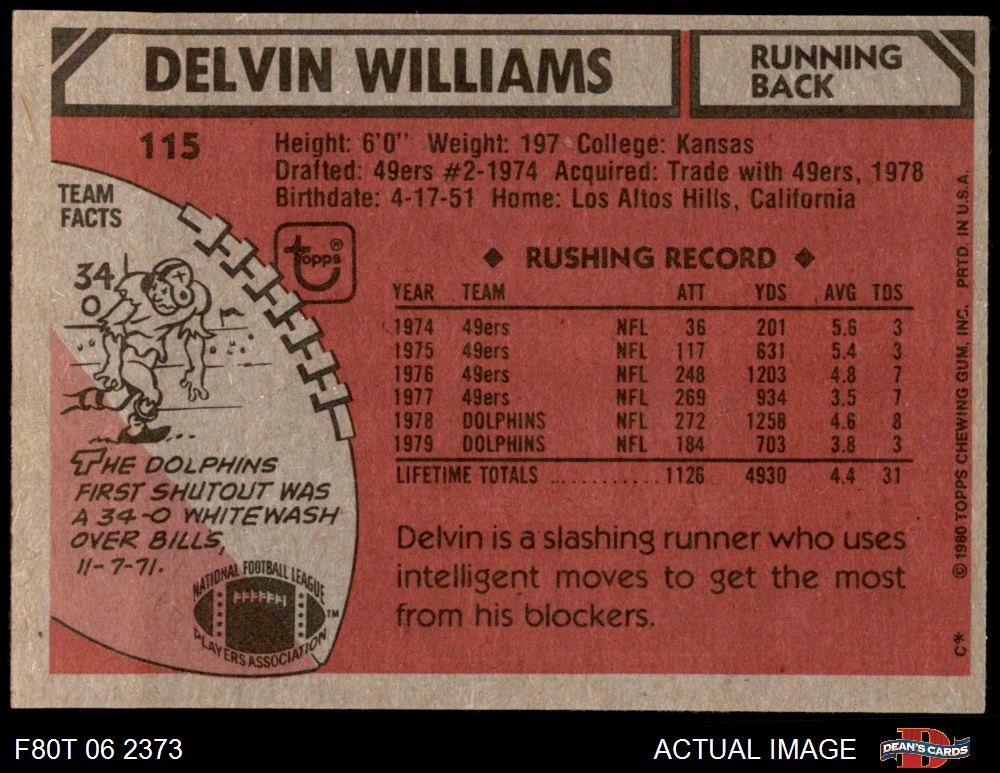 DELVIN WILLIAMS
RUNNING
BACK
115
Height: 6'0" Weight: 197 College: Kansas
Drafted: 49ers #2-1974 Acquired: Trade with 49ers, 1978
Birthdate: 4-17-51 Home: Los Altos Hills, California
TEAM
FACTS
34
0
topps®
THE DOLPHINS
FIRST SHUTOUT WAS
A 34-0 WHITEWASH
OVER BILLS,
11-7-71.
NATIONAL FOOTBALL LEAGUE
PLAYERS ASSOCIATION
TM
◆ RUSHING RECORD ◆
YEAR TEAM ATT YDS AVG TDS
1974 49ers NFL 36 201 5.6 3
1975 49ers NFL 117 631 5.4 3
1976 49ers NFL 248 1203 4.8 7
1977 49ers NFL 269 934 3.5 7
1978 DOLPHINS NFL 272 1258 4.6 8
1979 DOLPHINS NFL 184 703 3.8 3
LIFETIME TOTALS ........... 1126 4930 4.4 31
Delvin is a slashing runner who uses
intelligent moves to get the most
from his blockers.
C* © 1980 TOPPS CHEWING GUM, INC. PRTD. IN U.S.A.
F80T 06 2373
ACTUAL IMAGE
DEAN'S CARDS